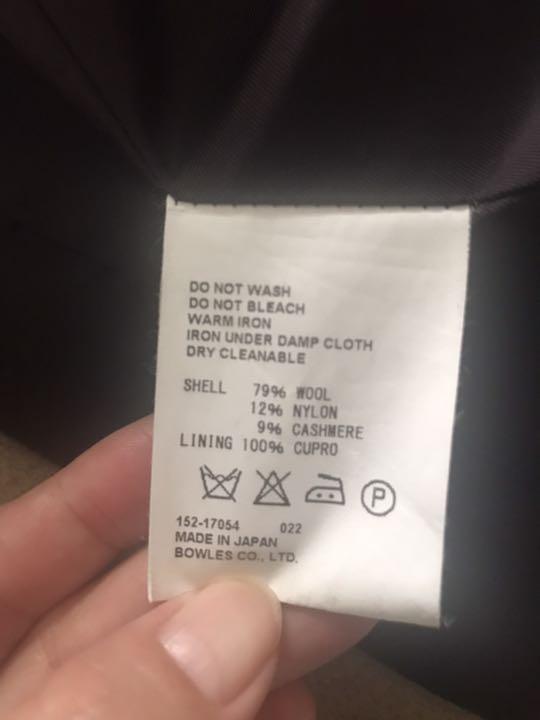 DO NOT WASH
DO NOT BLEACH
WARM IRON
IRON UNDER DAMP CLOTH
DRY CLEANABLE
SHELL 79% WOOL
12% NYLON
9% CASHMERE
LINING 100% CUPRO
P
152-17054 022
MADE IN JAPAN
BOWLES CO., LTD.